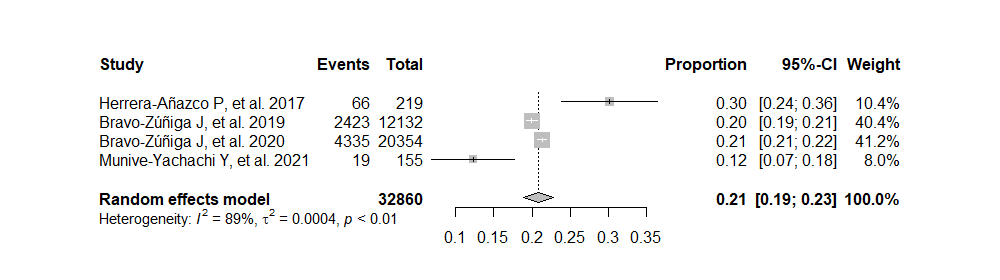 Study Events Total Proportion 95%-CI Weight
Herrera-Añazco P, et al. 2017 66 219 0.30 [0.24; 0.36] 10.4%
Bravo-Zúñiga J, et al. 2019 2423 12132 0.20 [0.19; 0.21] 40.4%
Bravo-Zúñiga J, et al. 2020 4335 20354 0.21 [0.21; 0.22] 41.2%
Munive-Yachachi Y, et al. 2021 19 155 0.12 [0.07; 0.18] 8.0%
Random effects model 32860 0.21 [0.19; 0.23] 100.0%
Heterogeneity: I² = 89%, τ² = 0.0004, p < 0.01
0.1 0.15 0.2 0.25 0.3 0.35